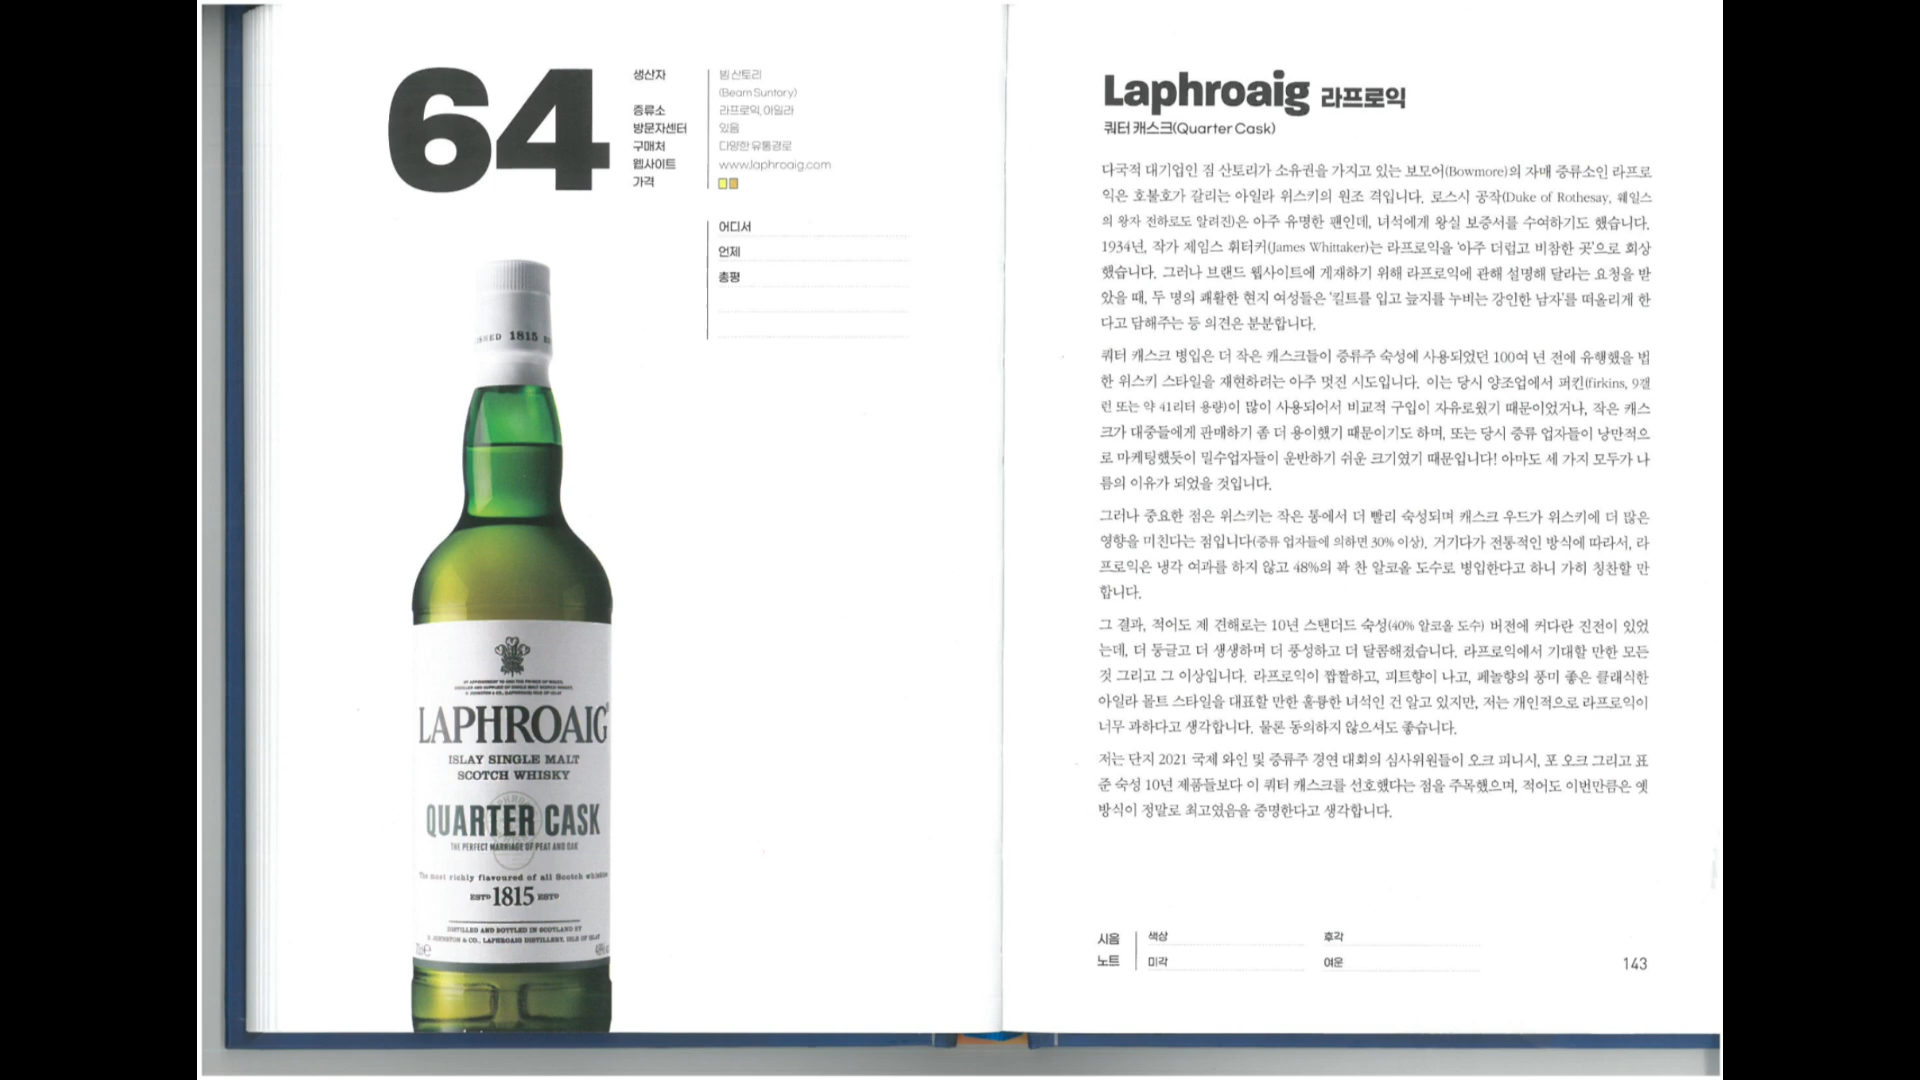 64
생산자 빔 산토리
(Beam Suntory)
증류소 라프로익, 아일라
방문자센터 있음
구매처 다양한 유통경로
웹사이트 www.laphroaig.com
가격
어디서
언제
총평
1815
LAPHROAIG
ISLAY SINGLE MALT
SCOTCH WHISKY
QUARTER CASK
THE PERFECT MARRIAGE OF PEAT AND OAK
The most richly flavoured of all Scotch whiskies
ESTD 1815 ESTD
DISTILLED AND BOTTLED IN SCOTLAND BY
D. JOHNSTON & CO., LAPHROAIG DISTILLERY, ISLE OF ISLAY
Laphroaig 라프로익
쿼터 캐스크(Quarter Cask)
다국적 대기업인 짐 산토리가 소유권을 가지고 있는 보모어(Bowmore)의 자매 증류소인 라프로
익은 호불호가 갈리는 아일라 위스키의 원조 격입니다. 로스시 공작(Duke of Rothesay, 웨일스
의 왕자 전하로도 알려진)은 아주 유명한 팬인데, 녀석에게 왕실 보증서를 수여하기도 했습니다.
1934년, 작가 제임스 휘터커(James Whittaker)는 라프로익을 '아주 더럽고 비참한 곳'으로 회상
했습니다. 그러나 브랜드 웹사이트에 게재하기 위해 라프로익에 관해 설명해 달라는 요청을 받
았을 때, 두 명의 쾌활한 현지 여성들은 '킬트를 입고 늪지를 누비는 강인한 남자'를 떠올리게 한
다고 답해주는 등 의견은 분분합니다.
쿼터 캐스크 병입은 더 작은 캐스크들이 증류주 숙성에 사용되었던 100여 년 전에 유행했을 법
한 위스키 스타일을 재현하려는 아주 멋진 시도입니다. 이는 당시 양조업에서 퍼킨(firkins, 9갤
런 또는 약 41리터 용량)이 많이 사용되어서 비교적 구입이 자유로웠기 때문이었거나, 작은 캐스
크가 대중들에게 판매하기 좀 더 용이했기 때문이기도 하며, 또는 당시 증류 업자들이 낭만적으
로 마케팅했듯이 밀수업자들이 운반하기 쉬운 크기였기 때문입니다! 아마도 세 가지 모두가 나
름의 이유가 되었을 것입니다.
그러나 중요한 점은 위스키는 작은 통에서 더 빨리 숙성되며 캐스크 우드가 위스키에 더 많은
영향을 미친다는 점입니다(증류 업자들에 의하면 30% 이상). 거기다가 전통적인 방식에 따라서, 라
프로익은 냉각 여과를 하지 않고 48%의 꽉 찬 알코올 도수로 병입한다고 하니 가히 칭찬할 만
합니다.
그 결과, 적어도 제 견해로는 10년 스탠더드 숙성(40% 알코올 도수) 버전에 커다란 진전이 있었
는데, 더 둥글고 더 생생하며 더 풍성하고 더 달콤해졌습니다. 라프로익에서 기대할 만한 모든
것 그리고 그 이상입니다. 라프로익이 짭짤하고, 피트향이 나고, 페놀향의 풍미 좋은 클래식한
아일라 몰트 스타일을 대표할 만한 훌륭한 녀석인 건 알고 있지만, 저는 개인적으로 라프로익이
너무 과하다고 생각합니다. 물론 동의하지 않으셔도 좋습니다.
저는 단지 2021 국제 와인 및 증류주 경연 대회의 심사위원들이 오크 피니시, 포 오크 그리고 표
준 숙성 10년 제품들보다 이 쿼터 캐스크를 선호했다는 점을 주목했으며, 적어도 이번만큼은 옛
방식이 정말로 최고였음을 증명한다고 생각합니다.
시음 색상 후각
노트 미각 여운
143